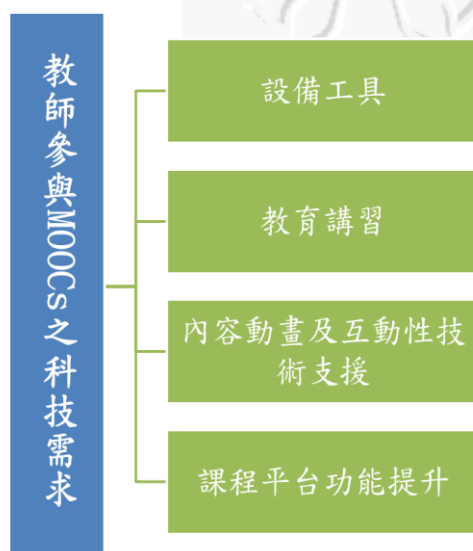 教師參與MOOCs之科技需求
設備工具
教育講習
內容動畫及互動性技
術支援
課程平台功能提升